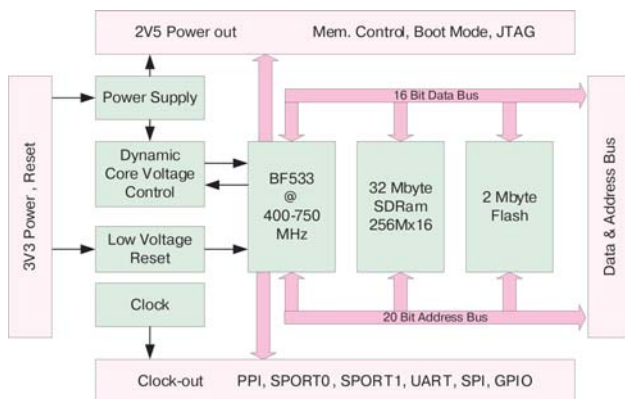 2V5 Power out
Mem. Control, Boot Mode, JTAG
3V3 Power , Reset
Power Supply
Dynamic
Core Voltage
Control
Low Voltage
Reset
Clock
BF533
@
400-750
MHz
16 Bit Data Bus
32 Mbyte
SDRam
256Mx16
2 Mbyte
Flash
20 Bit Address Bus
Data & Address Bus
Clock-out
PPI, SPORT0, SPORT1, UART, SPI, GPIO